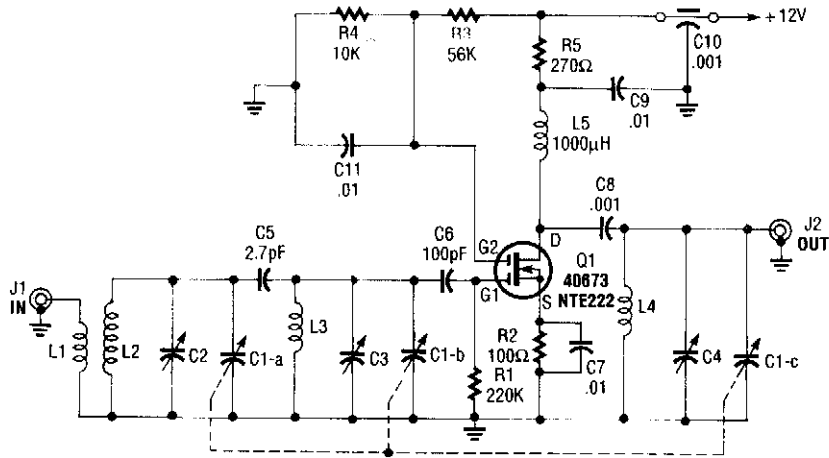 R4
10K
R3
56K
R5
270Ω
C10
.001
+ 12V
C9
.01
L5
1000µH
C11
.01
C8
.001
C5
2.7pF
C6
100pF
G2
D
G1
S
Q1
40673
NTE222
J2
OUT
J1
IN
L1
L2
C2
C1-a
L3
C3
C1-b
R2
100Ω
C7
.01
R1
220K
L4
C4
C1-c